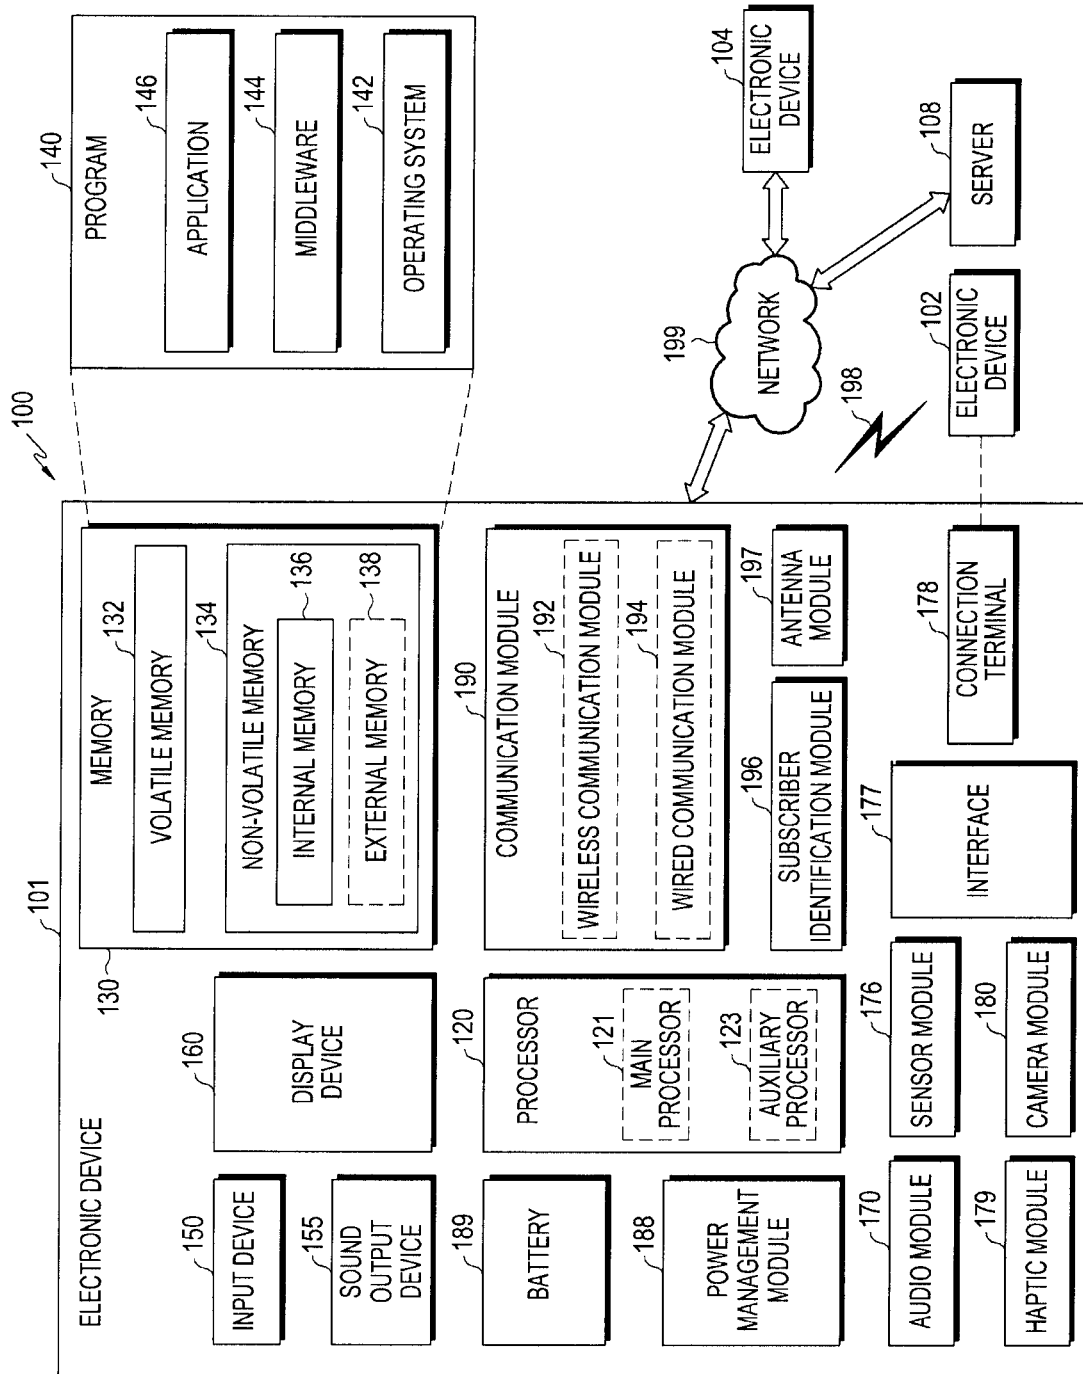 100
101
ELECTRONIC DEVICE
150
INPUT DEVICE
155
SOUND
OUTPUT
DEVICE
189
BATTERY
188
POWER
MANAGEMENT
MODULE
170
AUDIO MODULE
179
HAPTIC MODULE
160
DISPLAY
DEVICE
120
PROCESSOR
121
MAIN
PROCESSOR
123
AUXILIARY
PROCESSOR
176
SENSOR MODULE
180
CAMERA MODULE
130
MEMORY
132
VOLATILE MEMORY
134
NON-VOLATILE MEMORY
136
INTERNAL MEMORY
138
EXTERNAL MEMORY
190
COMMUNICATION MODULE
192
WIRELESS COMMUNICATION MODULE
194
WIRED COMMUNICATION MODULE
196
SUBSCRIBER
IDENTIFICATION MODULE
197
ANTENNA
MODULE
177
INTERFACE
178
CONNECTION
TERMINAL
140
PROGRAM
146
APPLICATION
144
MIDDLEWARE
142
OPERATING SYSTEM
199
NETWORK
198
104
ELECTRONIC
DEVICE
102
ELECTRONIC
DEVICE
108
SERVER